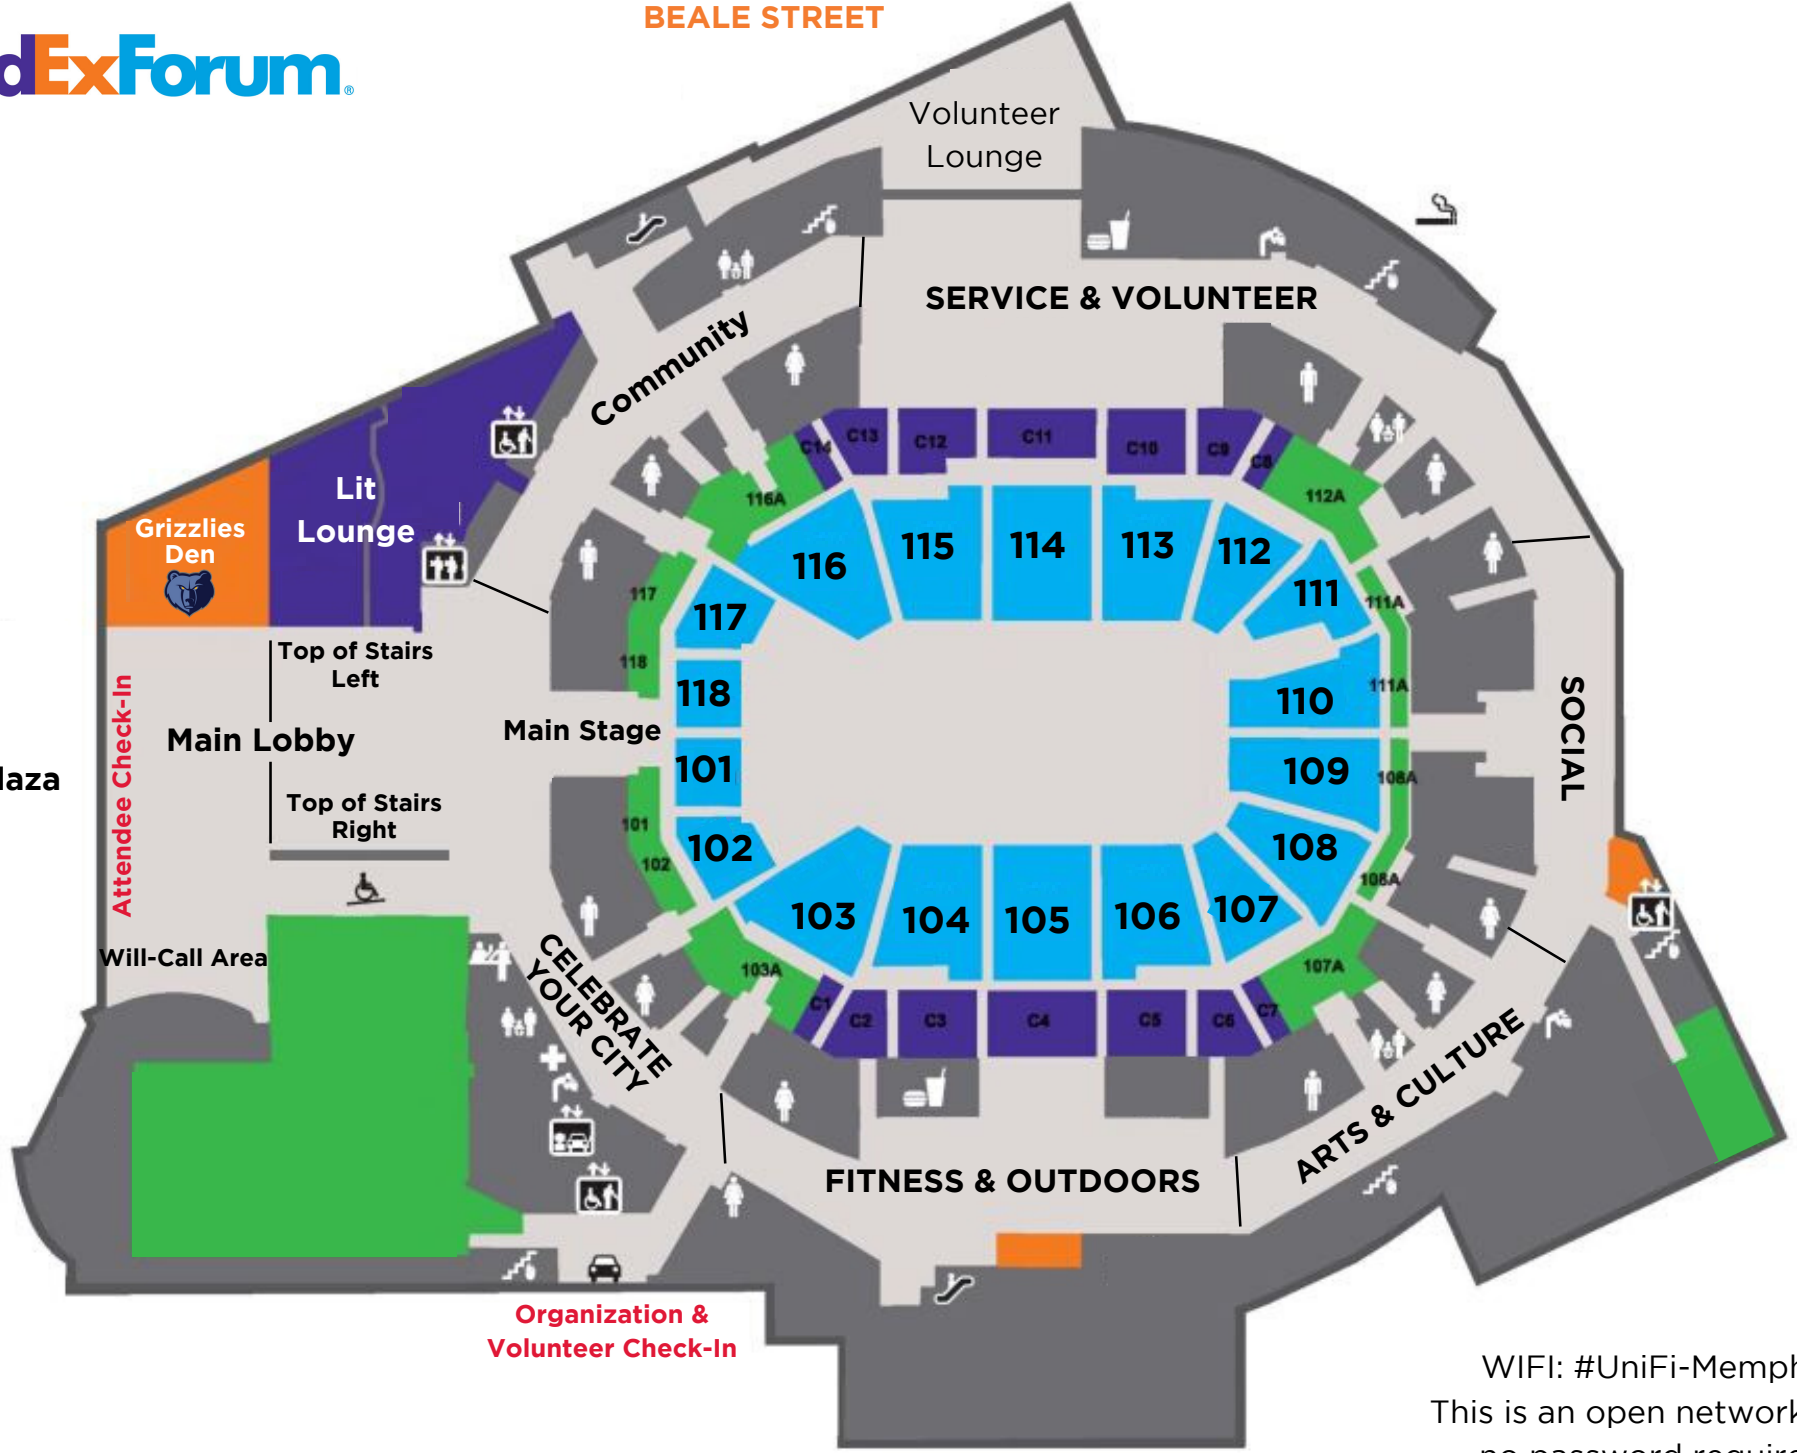 BEALE STREET
dExForum®
Volunteer
Lounge
SERVICE & VOLUNTEER
Community
C14
C13
C12
C11
C10
C9
C8
Lit
Lounge
Grizzlies
Den
116A
112A
116
115
114
113
112
111
111A
117
117
118
118
110
111A
Top of Stairs
Left
Main Lobby
Main Stage
Attendee Check-In
laza
SOCIAL
101
109
108A
Top of Stairs
Right
101
102
102
108
108A
103
104
105
106
107
Will-Call Area
103A
107A
CELEBRATE
YOUR CITY
C1
C2
C3
C4
C5
C6
C7
ARTS & CULTURE
FITNESS & OUTDOORS
Organization &
Volunteer Check-In
WIFI: #UniFi-Memph
This is an open network
no password require